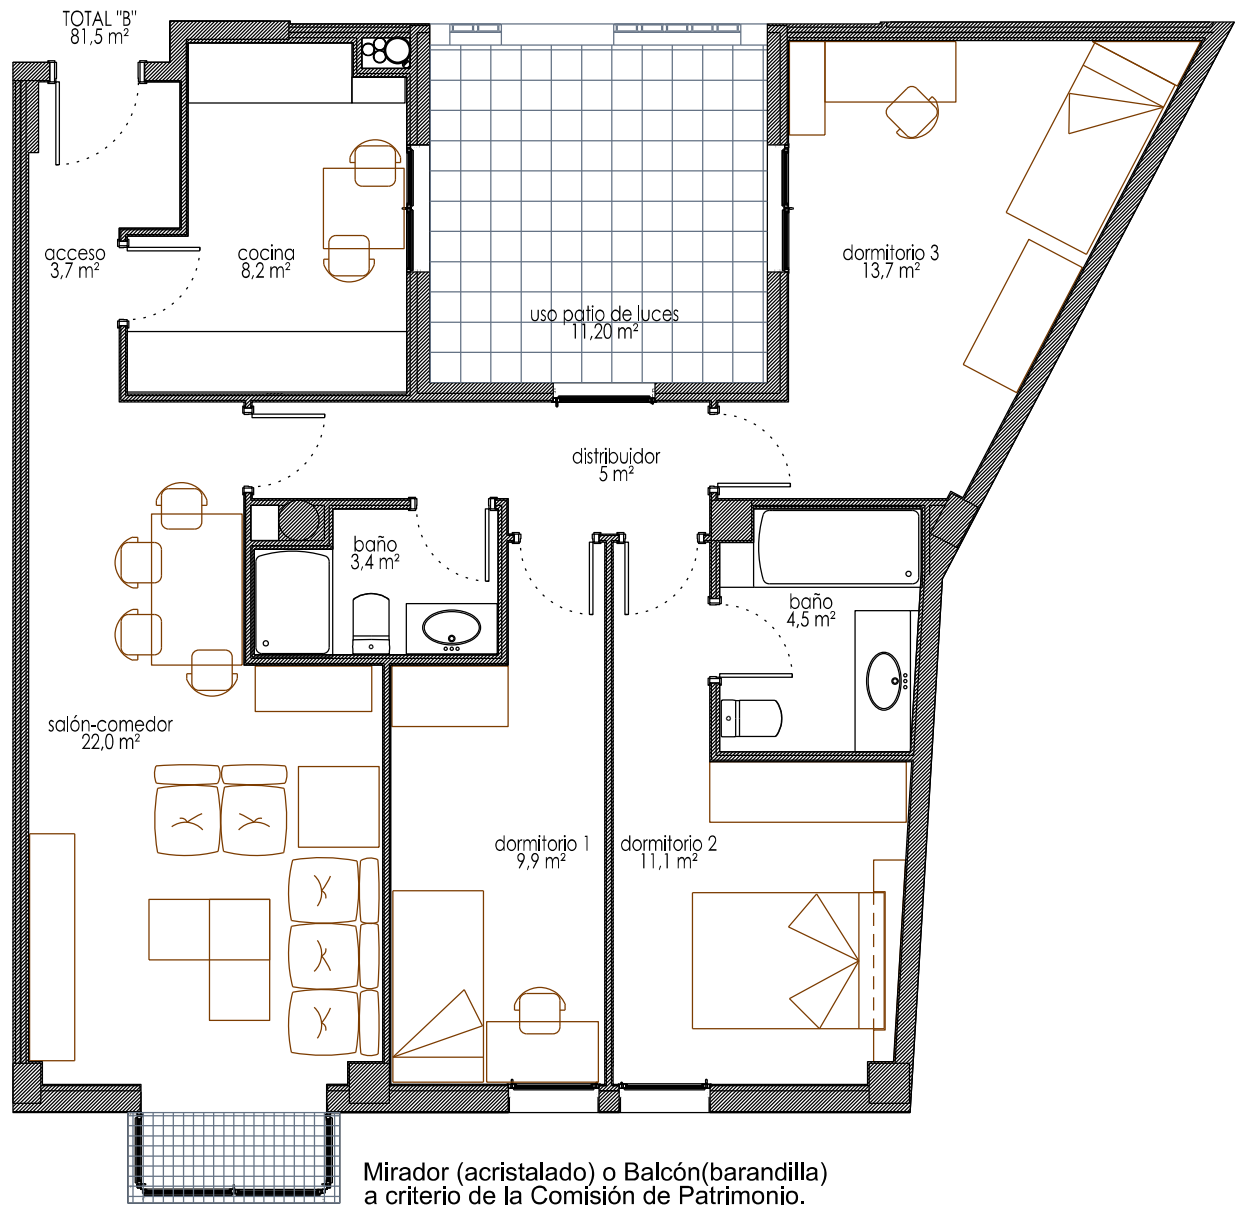 TOTAL "B"
81,5 m²
acceso
3,7 m²
cocina
8,2 m²
dormitorio 3
13,7 m²
uso patio de luces
11,20 m²
distribuidor
5 m²
baño
3,4 m²
baño
4,5 m²
salón-comedor
22,0 m²
dormitorio 1
9,9 m²
dormitorio 2
11,1 m²
Mirador (acristalado) o Balcón(barandilla)
a criterio de la Comisión de Patrimonio.